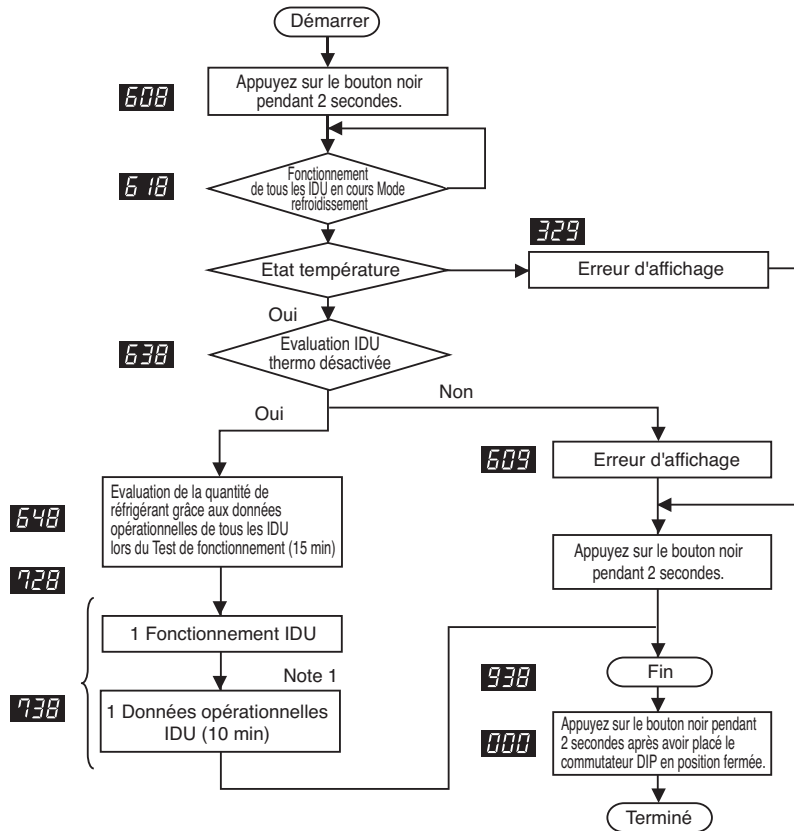 Démarrer
608
Appuyez sur le bouton noir
pendant 2 secondes.
618
Fonctionnement
de tous les IDU en cours Mode
refroidissement
329
Etat température
Erreur d'affichage
Oui
638
Evaluation IDU
thermo désactivée
Non
Oui
609
Erreur d'affichage
648
Evaluation de la quantité de
réfrigérant grâce aux données
opérationnelles de tous les IDU
lors du Test de fonctionnement (15 min)
Appuyez sur le bouton noir
pendant 2 secondes.
728
1 Fonctionnement IDU
Note 1
938
Fin
738
1 Données opérationnelles
IDU (10 min)
000
Appuyez sur le bouton noir pendant
2 secondes après avoir placé le
commutateur DIP en position fermée.
Terminé